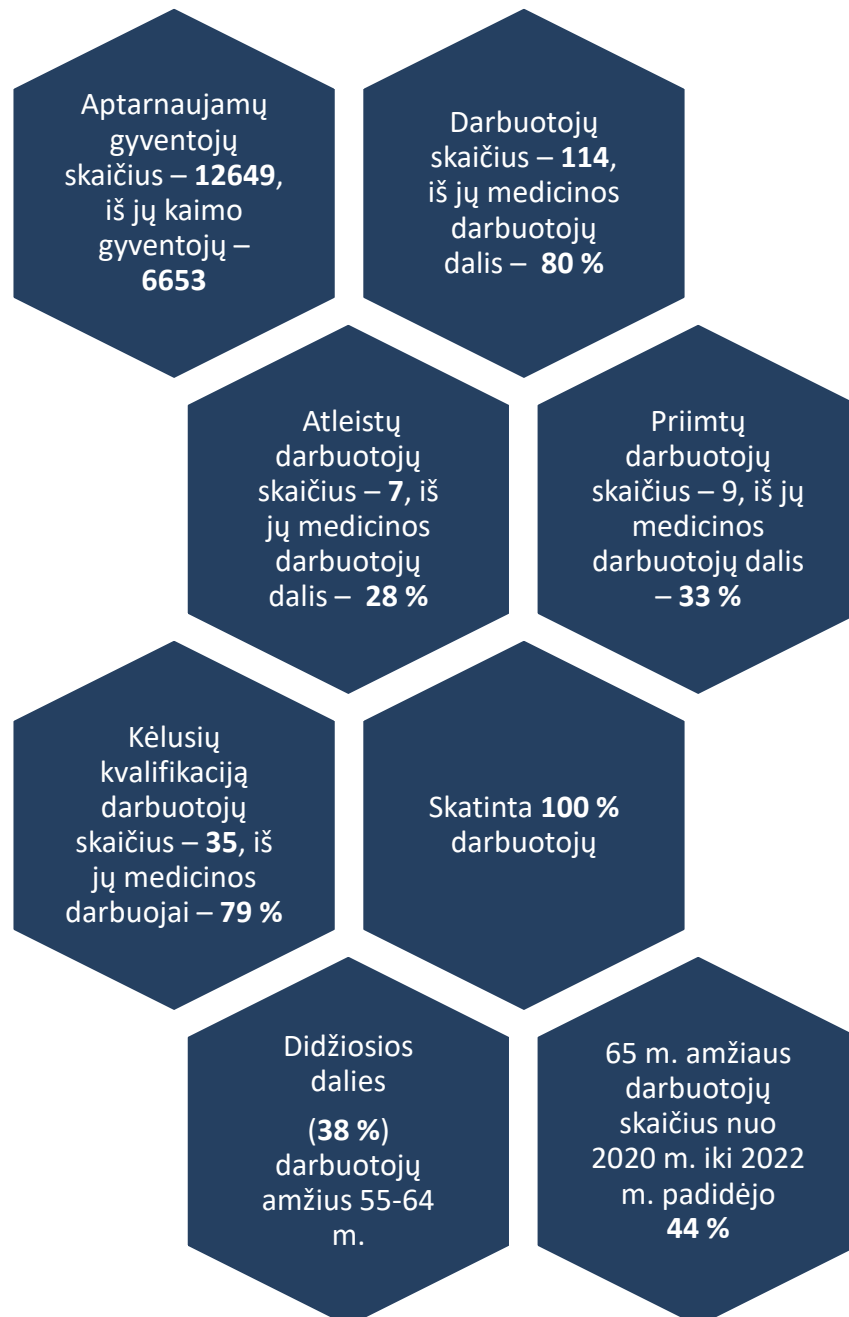 Aptarnaujamų
gyventojų
skaičius – 12649,
iš jų kaimo
gyventojų –
6653
Darbuotojų
skaičius – 114,
iš jų medicinos
darbuotojų
dalis – 80 %
Atleistų
darbuotojų
skaičius – 7, iš
jų medicinos
darbuotojų
dalis – 28 %
Priimtų
darbuotojų
skaičius – 9, iš jų
medicinos
darbuotojų dalis
– 33 %
Kėlusių
kvalifikaciją
darbuotojų
skaičius – 35, iš
jų medicinos
darbuojai – 79 %
Skatinta 100 %
darbuotojų
Didžiosios
dalies
(38 %)
darbuotojų
amžius 55-64
m.
65 m. amžiaus
darbuotojų
skaičius nuo
2020 m. iki 2022
m. padidėjo
44 %